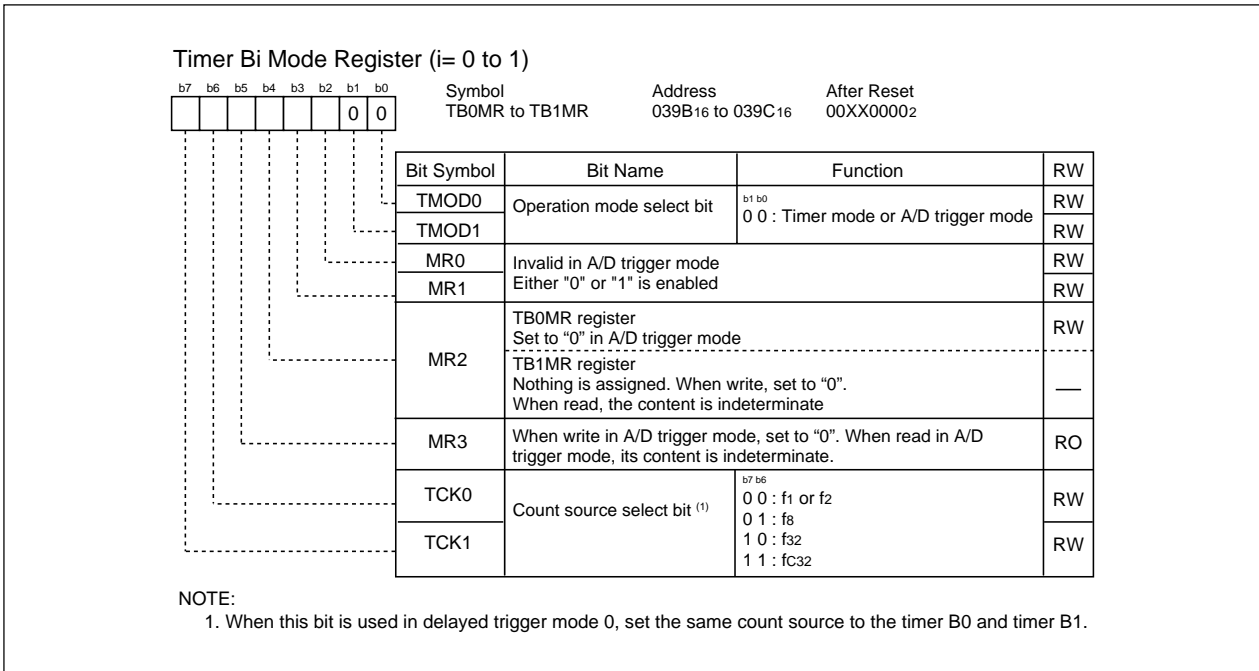 Timer Bi Mode Register (i= 0 to 1)
b7 b6 b5 b4 b3 b2 b1 b0
0 0
Symbol Address After Reset
TB0MR to TB1MR 039B16 to 039C16 00XX00002
Bit Symbol Bit Name Function RW
TMOD0 RW
Operation mode select bit
b1 b0
0 0 : Timer mode or A/D trigger mode
TMOD1 RW
MR0 RW
Invalid in A/D trigger mode
Either "0" or "1" is enabled
MR1 RW
MR2
TB0MR register
Set to “0” in A/D trigger mode
RW
TB1MR register
Nothing is assigned. When write, set to “0”.
When read, the content is indeterminate
—
MR3
When write in A/D trigger mode, set to “0”. When read in A/D
trigger mode, its content is indeterminate.
RO
TCK0 RW
Count source select bit (1)
b7 b6
0 0 : f1 or f2
0 1 : f8
1 0 : f32
1 1 : fC32
TCK1 RW
NOTE:
1. When this bit is used in delayed trigger mode 0, set the same count source to the timer B0 and timer B1.